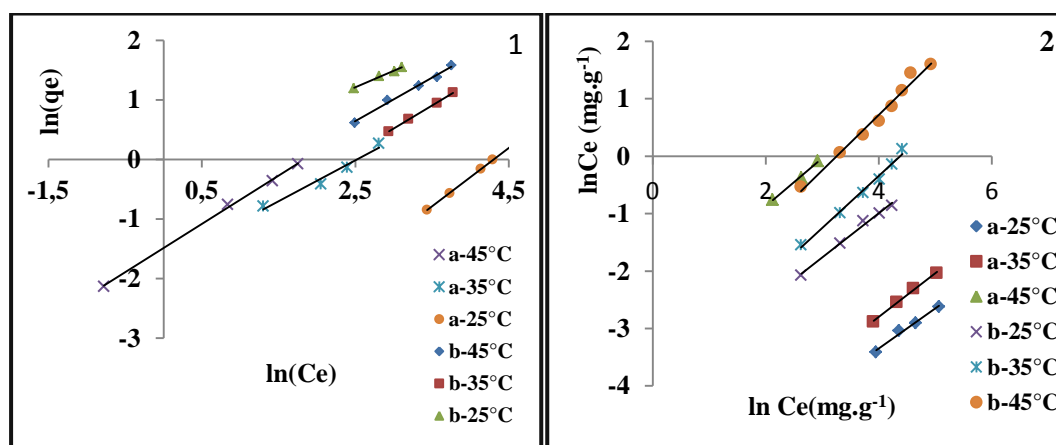 1
ln(qe)
2
1
0
-1
-2
-3
-1,5 0,5 2,5 4,5
ln(Ce)
a-45°C
a-35°C
a-25°C
b-45°C
b-35°C
b-25°C
2
lnCe (mg.g-1)
2
1
0
-1
-2
-3
-4
0 2 4 6
ln Ce(mg.g-1)
a-25°C
a-35°C
a-45°C
b-25°C
b-35°C
b-45°C